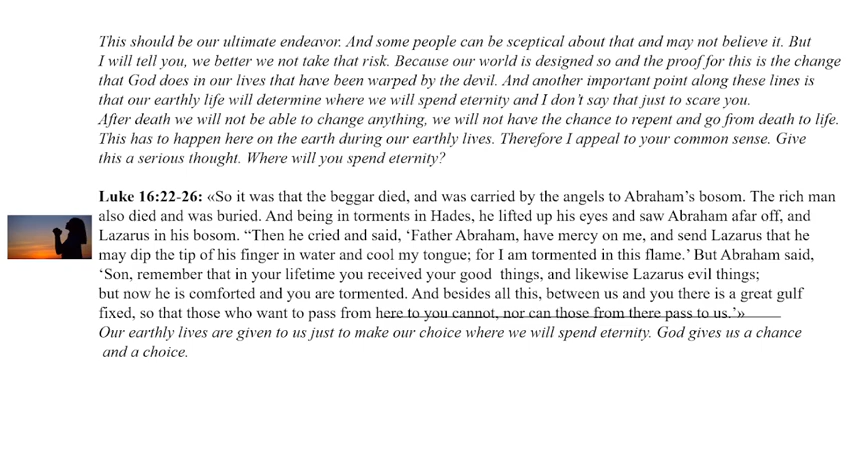 This should be our ultimate endeavor. And some people can be sceptical about that and may not believe it. But
I will tell you, we better we not take that risk. Because our world is designed so and the proof for this is the change
that God does in our lives that have been warped by the devil. And another important point along these lines is
that our earthly life will determine where we will spend eternity and I don't say that just to scare you.
After death we will not be able to change anything, we will not have the chance to repent and go from death to life.
This has to happen here on the earth during our earthly lives. Therefore I appeal to your common sense. Give
this a serious thought. Where will you spend eternity?
Luke 16:22-26: «So it was that the beggar died, and was carried by the angels to Abraham's bosom. The rich man
also died and was buried. And being in torments in Hades, he lifted up his eyes and saw Abraham afar off, and
Lazarus in his bosom. “Then he cried and said, ‘Father Abraham, have mercy on me, and send Lazarus that he
may dip the tip of his finger in water and cool my tongue; for I am tormented in this flame.’ But Abraham said,
‘Son, remember that in your lifetime you received your good things, and likewise Lazarus evil things;
but now he is comforted and you are tormented. And besides all this, between us and you there is a great gulf
fixed, so that those who want to pass from here to you cannot, nor can those from there pass to us.’»
Our earthly lives are given to us just to make our choice where we will spend eternity. God gives us a chance
and a choice.